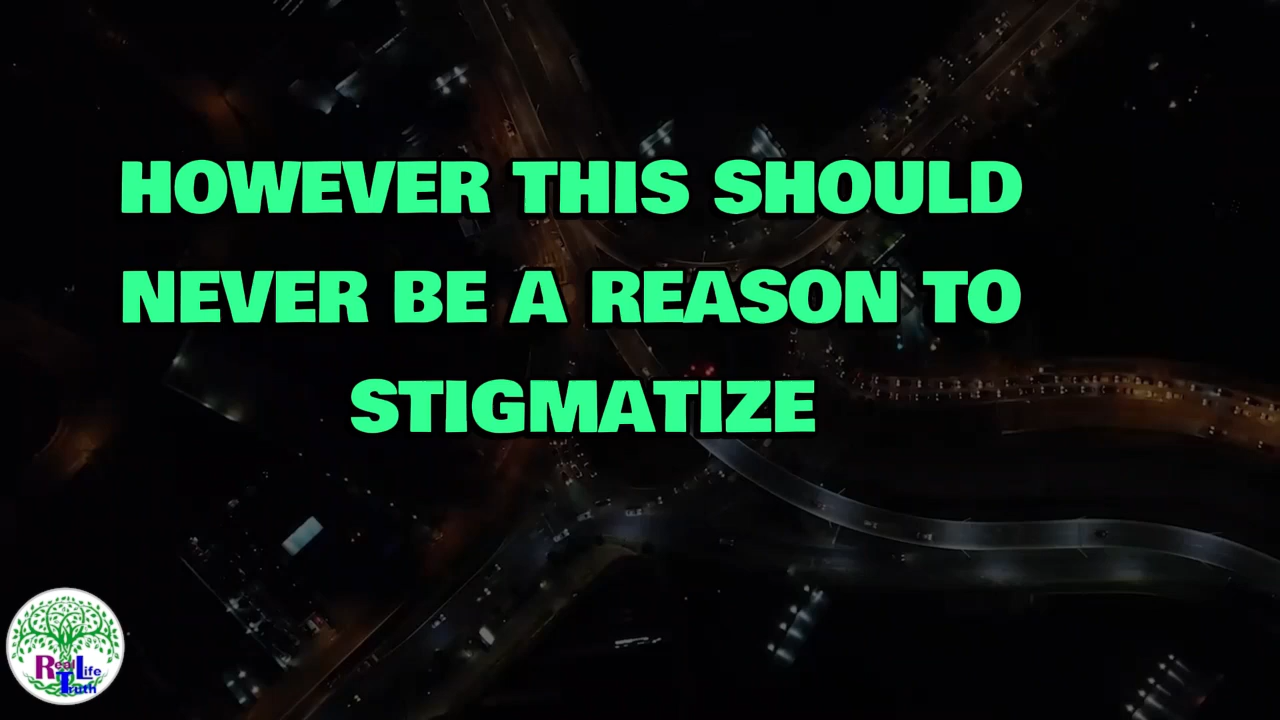 HOWEVER THIS SHOULD
NEVER BE A REASON TO
STIGMATIZE
Real Life
Truth